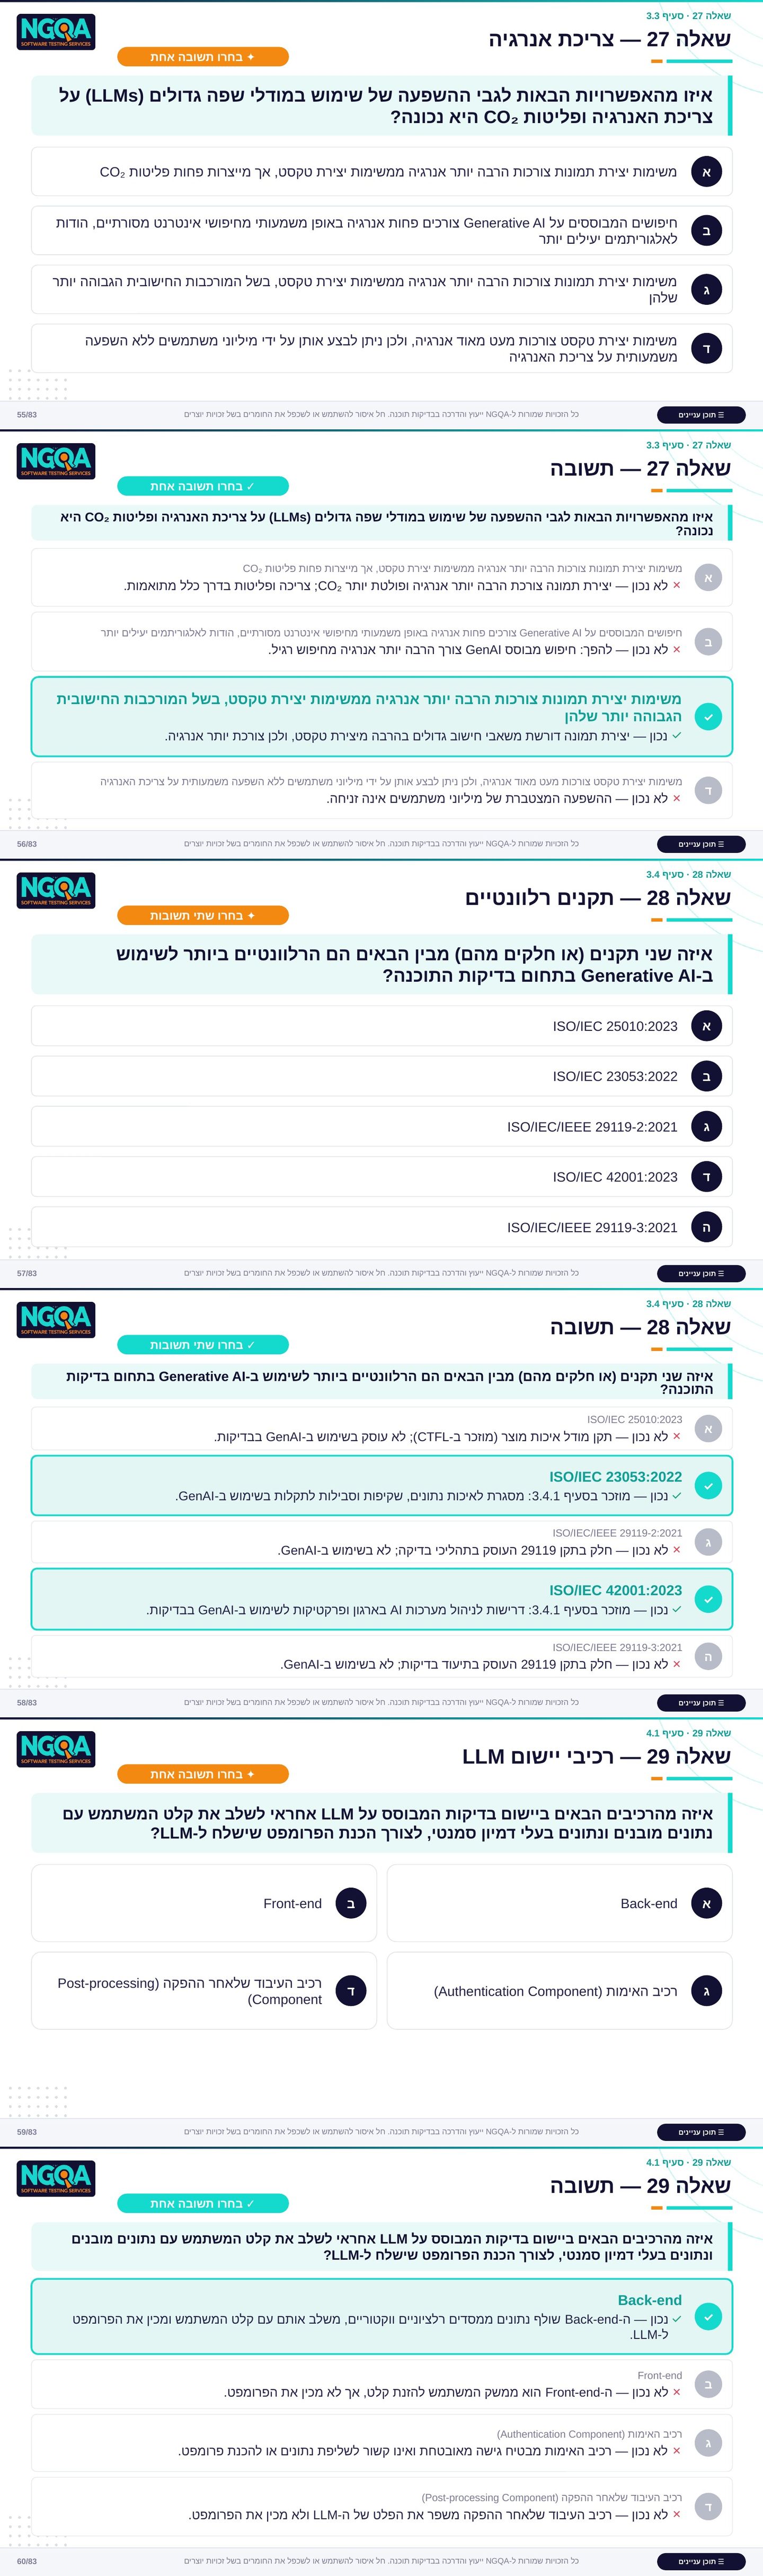 שאלה 27 · סעיף 3.3
שאלה 27 — צריכת אנרגיה
NGQA
SOFTWARE TESTING SERVICES
✦ בחרו תשובה אחת
איזו מהאפשרויות הבאות לגבי ההשפעה של שימוש במודלי שפה גדולים (LLMs) על
צריכת האנרגיה ופליטות CO₂ היא נכונה?
א
משימות יצירת תמונות צורכות הרבה יותר אנרגיה ממשימות יצירת טקסט, אך מייצרות פחות פליטות CO₂
ב
חיפושים המבוססים על Generative AI צורכים פחות אנרגיה באופן משמעותי מחיפושי אינטרנט מסורתיים, הודות
לאלגוריתמים יעילים יותר
ג
משימות יצירת תמונות צורכות הרבה יותר אנרגיה ממשימות יצירת טקסט, בשל המורכבות החישובית הגבוהה יותר
שלהן
ד
משימות יצירת טקסט צורכות מעט מאוד אנרגיה, ולכן ניתן לבצע אותן על ידי מיליוני משתמשים ללא השפעה
משמעותית על צריכת האנרגיה
☰ תוכן עניינים
כל הזכויות שמורות ל-NGQA ייעוץ והדרכה בבדיקות תוכנה. חל איסור להשתמש או לשכפל את החומרים בשל זכויות יוצרים
55/83
שאלה 27 · סעיף 3.3
שאלה 27 — תשובה
NGQA
SOFTWARE TESTING SERVICES
✓ בחרו תשובה אחת
איזו מהאפשרויות הבאות לגבי ההשפעה של שימוש במודלי שפה גדולים (LLMs) על צריכת האנרגיה ופליטות CO₂ היא
נכונה?
א
משימות יצירת תמונות צורכות הרבה יותר אנרגיה ממשימות יצירת טקסט, אך מייצרות פחות פליטות CO₂
✕ לא נכון — יצירת תמונה צורכת הרבה יותר אנרגיה ופולטת יותר CO₂; צריכה ופליטות בדרך כלל מתואמות.
ב
חיפושים המבוססים על Generative AI צורכים פחות אנרגיה באופן משמעותי מחיפושי אינטרנט מסורתיים, הודות לאלגוריתמים יעילים יותר
✕ לא נכון — להפך: חיפוש מבוסס GenAI צורך הרבה יותר אנרגיה מחיפוש רגיל.
✓
משימות יצירת תמונות צורכות הרבה יותר אנרגיה ממשימות יצירת טקסט, בשל המורכבות החישובית
הגבוהה יותר שלהן
✓ נכון — יצירת תמונה דורשת משאבי חישוב גדולים בהרבה מיצירת טקסט, ולכן צורכת יותר אנרגיה.
ד
משימות יצירת טקסט צורכות מעט מאוד אנרגיה, ולכן ניתן לבצע אותן על ידי מיליוני משתמשים ללא השפעה משמעותית על צריכת האנרגיה
✕ לא נכון — ההשפעה המצטברת של מיליוני משתמשים אינה זניחה.
☰ תוכן עניינים
כל הזכויות שמורות ל-NGQA ייעוץ והדרכה בבדיקות תוכנה. חל איסור להשתמש או לשכפל את החומרים בשל זכויות יוצרים
56/83
שאלה 28 · סעיף 3.4
שאלה 28 — תקנים רלוונטיים
NGQA
SOFTWARE TESTING SERVICES
✦ בחרו שתי תשובות
איזה שני תקנים (או חלקים מהם) מבין הבאים הם הרלוונטיים ביותר לשימוש
ב-Generative AI בתחום בדיקות התוכנה?
א
ISO/IEC 25010:2023
ב
ISO/IEC 23053:2022
ג
ISO/IEC/IEEE 29119-2:2021
ד
ISO/IEC 42001:2023
ה
ISO/IEC/IEEE 29119-3:2021
☰ תוכן עניינים
כל הזכויות שמורות ל-NGQA ייעוץ והדרכה בבדיקות תוכנה. חל איסור להשתמש או לשכפל את החומרים בשל זכויות יוצרים
57/83
שאלה 28 · סעיף 3.4
שאלה 28 — תשובה
NGQA
SOFTWARE TESTING SERVICES
✓ בחרו שתי תשובות
איזה שני תקנים (או חלקים מהם) מבין הבאים הם הרלוונטיים ביותר לשימוש ב-Generative AI בתחום בדיקות
התוכנה?
א
ISO/IEC 25010:2023
✕ לא נכון — תקן מודל איכות מוצר (מוזכר ב-CTFL); לא עוסק בשימוש ב-GenAI בבדיקות.
✓
ISO/IEC 23053:2022
✓ נכון — מוזכר בסעיף 3.4.1: מסגרת לאיכות נתונים, שקיפות וסבילות לתקלות בשימוש ב-GenAI.
ג
ISO/IEC/IEEE 29119-2:2021
✕ לא נכון — חלק בתקן 29119 העוסק בתהליכי בדיקה; לא בשימוש ב-GenAI.
✓
ISO/IEC 42001:2023
✓ נכון — מוזכר בסעיף 3.4.1: דרישות לניהול מערכות AI בארגון ופרקטיקות לשימוש ב-GenAI בבדיקות.
ה
ISO/IEC/IEEE 29119-3:2021
✕ לא נכון — חלק בתקן 29119 העוסק בתיעוד בדיקות; לא בשימוש ב-GenAI.
☰ תוכן עניינים
כל הזכויות שמורות ל-NGQA ייעוץ והדרכה בבדיקות תוכנה. חל איסור להשתמש או לשכפל את החומרים בשל זכויות יוצרים
58/83
שאלה 29 · סעיף 4.1
שאלה 29 — רכיבי יישום LLM
NGQA
SOFTWARE TESTING SERVICES
✦ בחרו תשובה אחת
איזה מהרכיבים הבאים ביישום בדיקות המבוסס על LLM אחראי לשלב את קלט המשתמש עם
נתונים מובנים ונתונים בעלי דמיון סמנטי, לצורך הכנת הפרומפט שישלח ל-LLM?
א
Back-end
ב
Front-end
ג
רכיב האימות (Authentication Component)
ד
רכיב העיבוד שלאחר ההפקה (Post-processing
Component)
☰ תוכן עניינים
כל הזכויות שמורות ל-NGQA ייעוץ והדרכה בבדיקות תוכנה. חל איסור להשתמש או לשכפל את החומרים בשל זכויות יוצרים
59/83
שאלה 29 · סעיף 4.1
שאלה 29 — תשובה
NGQA
SOFTWARE TESTING SERVICES
✓ בחרו תשובה אחת
איזה מהרכיבים הבאים ביישום בדיקות המבוסס על LLM אחראי לשלב את קלט המשתמש עם נתונים מובנים
ונתונים בעלי דמיון סמנטי, לצורך הכנת הפרומפט שישלח ל-LLM?
✓
Back-end
✓ נכון — ה-Back-end שולף נתונים ממסדים רלציוניים ווקטוריים, משלב אותם עם קלט המשתמש ומכין את הפרומפט
ל-LLM.
ב
Front-end
✕ לא נכון — ה-Front-end הוא ממשק המשתמש להזנת קלט, אך לא מכין את הפרומפט.
ג
רכיב האימות (Authentication Component)
✕ לא נכון — רכיב האימות מבטיח גישה מאובטחת ואינו קשור לשליפת נתונים או להכנת פרומפט.
ד
רכיב העיבוד שלאחר ההפקה (Post-processing Component)
✕ לא נכון — רכיב העיבוד שלאחר ההפקה משפר את הפלט של ה-LLM ולא מכין את הפרומפט.
☰ תוכן עניינים
כל הזכויות שמורות ל-NGQA ייעוץ והדרכה בבדיקות תוכנה. חל איסור להשתמש או לשכפל את החומרים בשל זכויות יוצרים
60/83